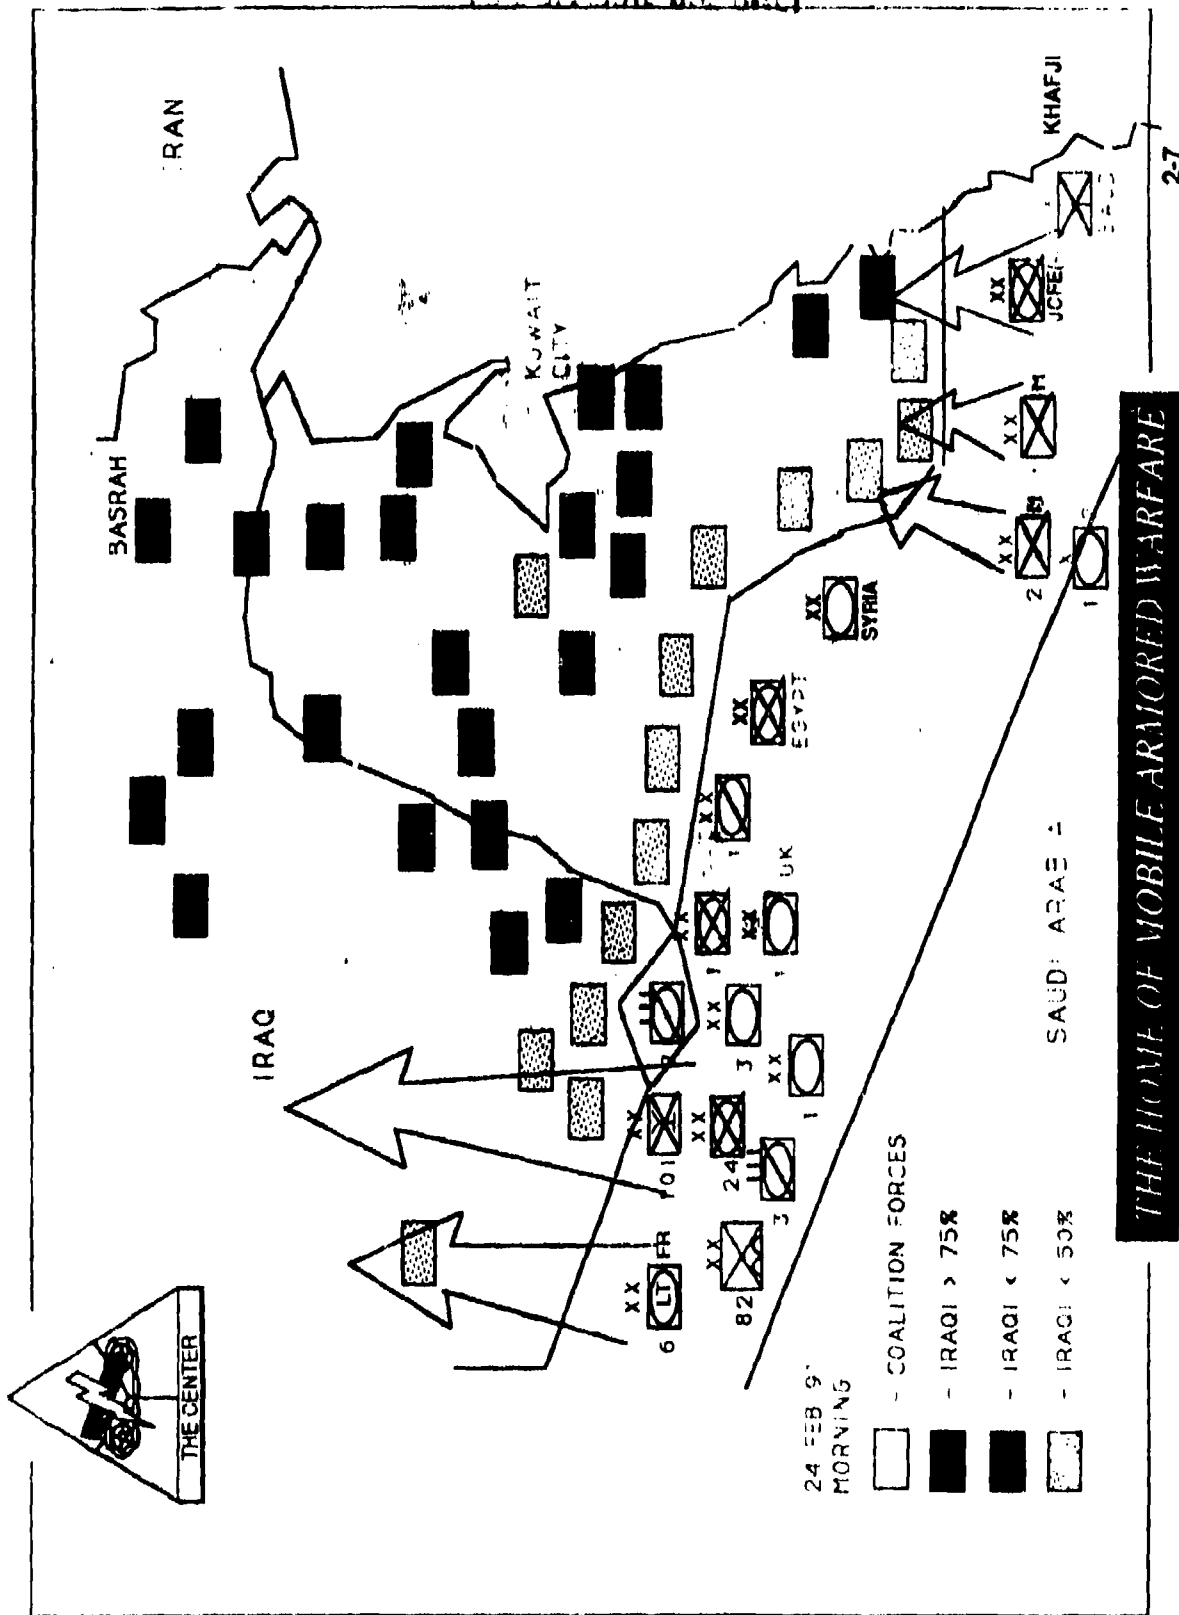 THE CENTER
IRAN
BASRAH
KUWAIT
CITY
KHAFJI
IRAQ
SAUDI ARAB
XX
6
LT
FR
XX
82
XX
101
XX
24
3
XX
3
XX
1
XX
1
XX
1
UK
XX
1
XX
EGYPT
XX
SYRIA
XX
2
M
X
1
XX
M
XX
JCFE
24 FEB 9
MORNING
- COALITION FORCES
- IRAQI > 75%
- IRAQI < 75%
- IRAQI < 50%
THE HOME OF MOBILE ARMORED WARFARE
2-7